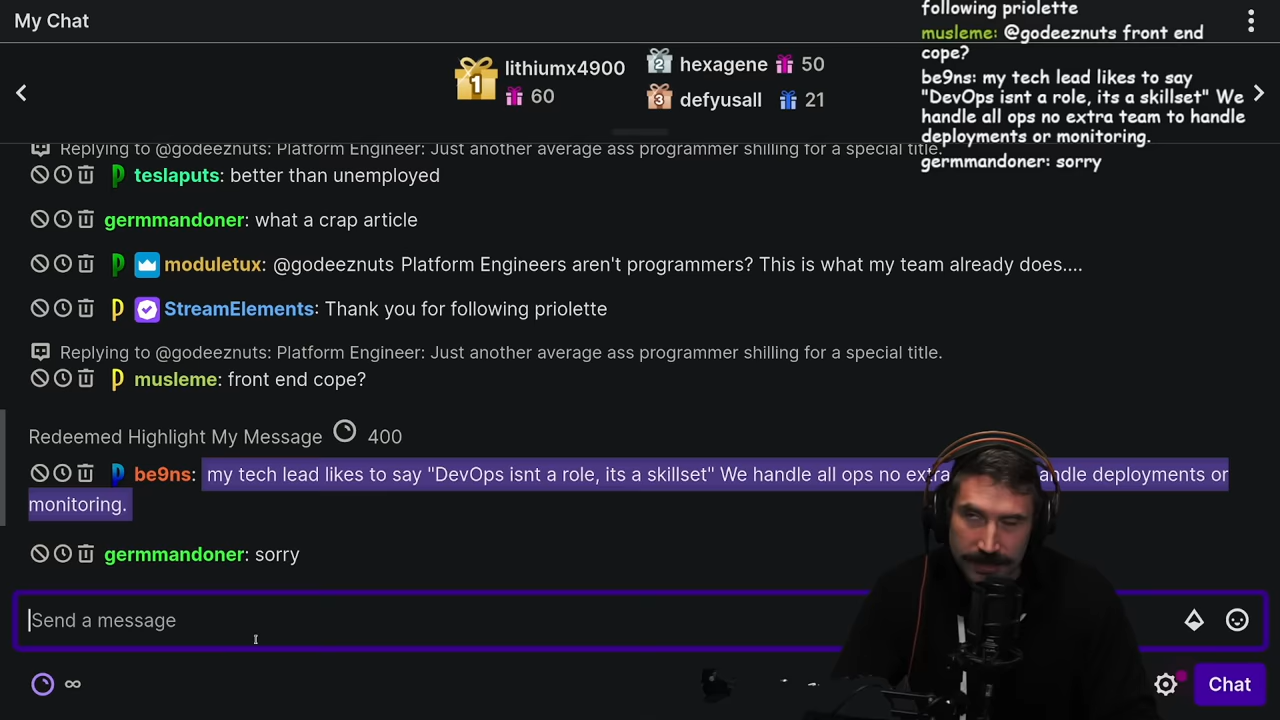 My Chat
lithiumx4900
60
hexagene 50
defyusall 21
following priolette
musleme: @godeeznuts front end
cope?
be9ns: my tech lead likes to say
"DevOps isnt a role, its a skillset" We
handle all ops no extra team to handle
deployments or monitoring.
germmandoner: sorry
Replying to @godeeznuts: Platform Engineer: Just another average ass programmer shilling for a special title.
teslaputs: better than unemployed
germmandoner: what a crap article
moduletux: @godeeznuts Platform Engineers aren't programmers? This is what my team already does....
StreamElements: Thank you for following priolette
Replying to @godeeznuts: Platform Engineer: Just another average ass programmer shilling for a special title.
musleme: front end cope?
Redeemed Highlight My Message 400
be9ns: my tech lead likes to say "DevOps isnt a role, its a skillset" We handle all ops no extra handle deployments or
monitoring.
germmandoner: sorry
Send a message
Chat